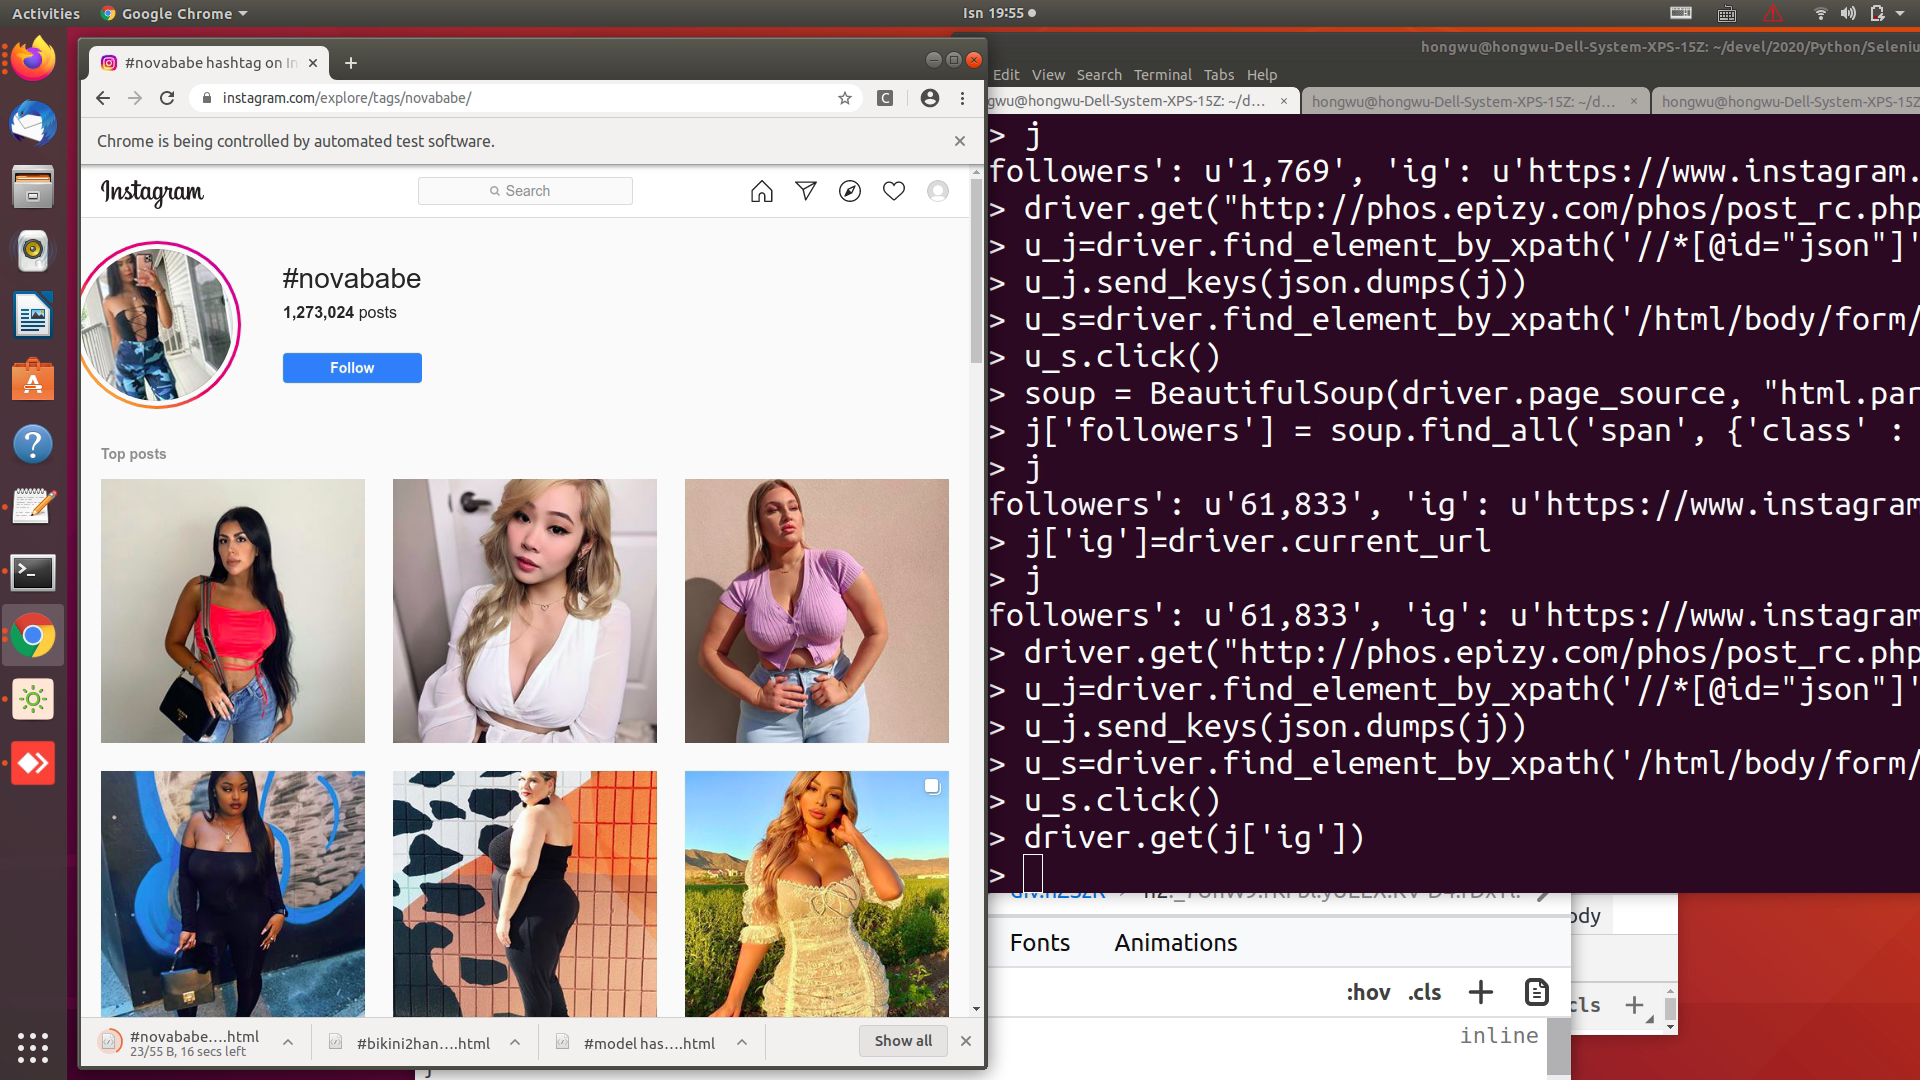 Activities
Google Chrome
Isn 19:55
#novababe hashtag on In
instagram.com/explore/tags/novababe/
Chrome is being controlled by automated test software.
Instagram
Search
#novababe
1,273,024 posts
Follow
Top posts
#novababe....html
23/55 B, 16 secs left
#bikini2han....html
#model has....html
Show all
hongwu@hongwu-Dell-System-XPS-15Z: ~/devel/2020/Python/Seleniu
Edit View Search Terminal Tabs Help
gwu@hongwu-Dell-System-XPS-15Z: ~/d...
hongwu@hongwu-Dell-System-XPS-15Z: ~/d...
hongwu@hongwu-Dell-System-XPS-15Z
> j
followers': u'1,769', 'ig': u'https://www.instagram.
> driver.get("http://phos.epizy.com/phos/post_rc.php
> u_j=driver.find_element_by_xpath('//*[@id="json"]'
> u_j.send_keys(json.dumps(j))
> u_s=driver.find_element_by_xpath('/html/body/form/
> u_s.click()
> soup = BeautifulSoup(driver.page_source, "html.par
> j['followers'] = soup.find_all('span', {'class' :
> j
followers': u'61,833', 'ig': u'https://www.instagram
> j['ig']=driver.current_url
> j
followers': u'61,833', 'ig': u'https://www.instagram
> driver.get("http://phos.epizy.com/phos/post_rc.php
> u_j=driver.find_element_by_xpath('//*[@id="json"]'
> u_j.send_keys(json.dumps(j))
> u_s=driver.find_element_by_xpath('/html/body/form/
> u_s.click()
> driver.get(j['ig'])
>
ody
Fonts
Animations
:hov .cls
cls
inline